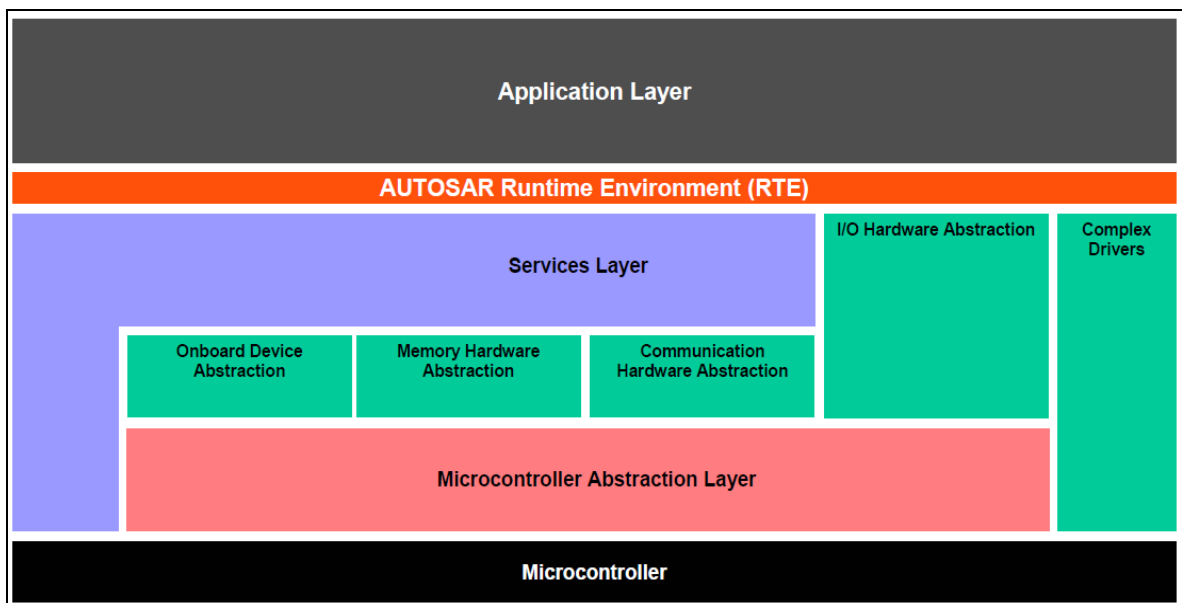 Application Layer
AUTOSAR Runtime Environment (RTE)
Services Layer
I/O Hardware Abstraction
Complex
Drivers
Onboard Device
Abstraction
Memory Hardware
Abstraction
Communication
Hardware Abstraction
Microcontroller Abstraction Layer
Microcontroller